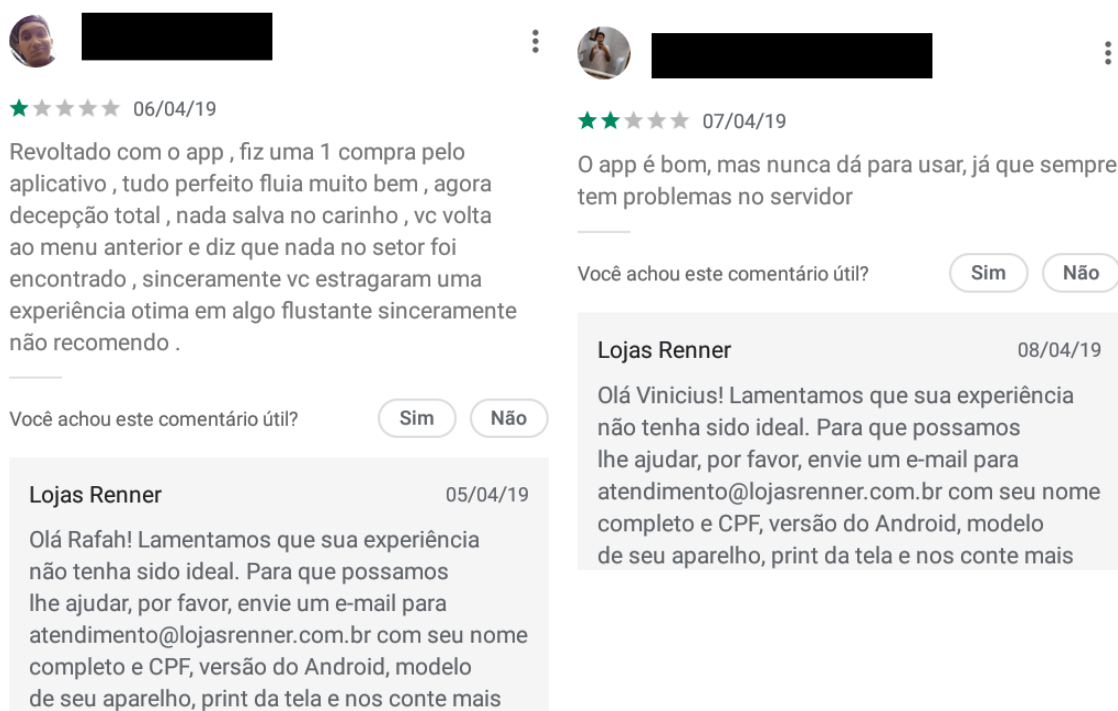 06/04/19
Revoltado com o app , fiz uma 1 compra pelo
aplicativo , tudo perfeito fluia muito bem , agora
decepção total , nada salva no carinho , vc volta
ao menu anterior e diz que nada no setor foi
encontrado , sinceramente vc estragaram uma
experiência otima em algo flustante sinceramente
não recomendo .
Você achou este comentário útil? Sim Não
Lojas Renner 05/04/19
Olá Rafah! Lamentamos que sua experiência
não tenha sido ideal. Para que possamos
lhe ajudar, por favor, envie um e-mail para
atendimento@lojasrenner.com.br com seu nome
completo e CPF, versão do Android, modelo
de seu aparelho, print da tela e nos conte mais
07/04/19
O app é bom, mas nunca dá para usar, já que sempre
tem problemas no servidor
Você achou este comentário útil? Sim Não
Lojas Renner 08/04/19
Olá Vinicius! Lamentamos que sua experiência
não tenha sido ideal. Para que possamos
lhe ajudar, por favor, envie um e-mail para
atendimento@lojasrenner.com.br com seu nome
completo e CPF, versão do Android, modelo
de seu aparelho, print da tela e nos conte mais